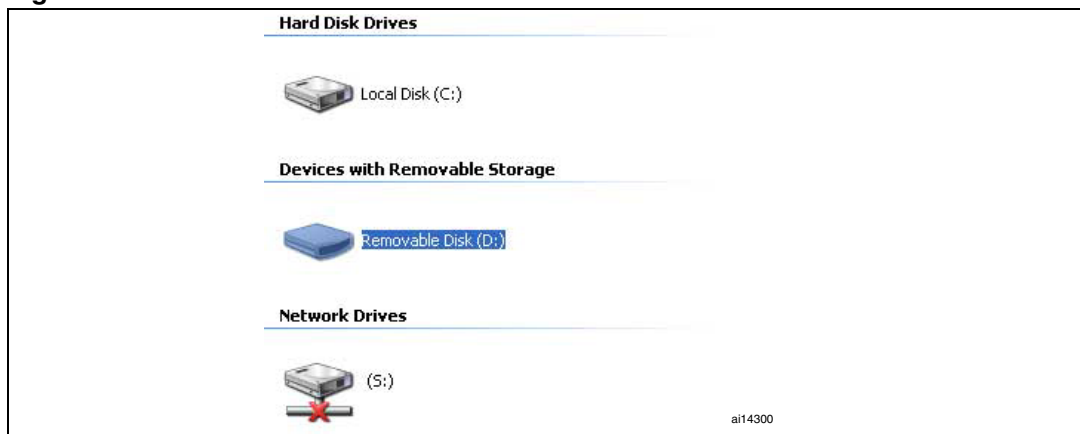 Hard Disk Drives
Local Disk (C:)
Devices with Removable Storage
Removable Disk (D:)
Network Drives
(S:)
ai14300